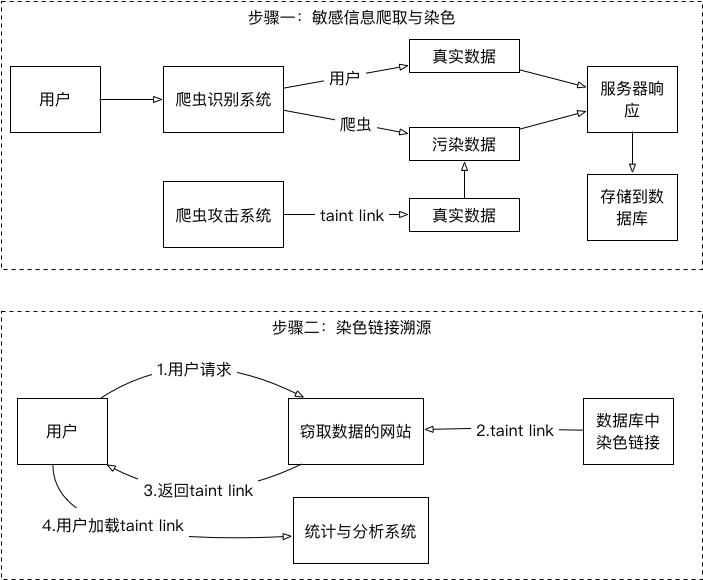 步骤一：敏感信息爬取与染色
用户
爬虫识别系统
用户
爬虫
真实数据
污染数据
服务器响
应
爬虫攻击系统
taint link
真实数据
存储到数
据库
步骤二：染色链接溯源
1.用户请求
用户
窃取数据的网站
2.taint link
数据库中
染色链接
3.返回taint link
4.用户加载taint link
统计与分析系统